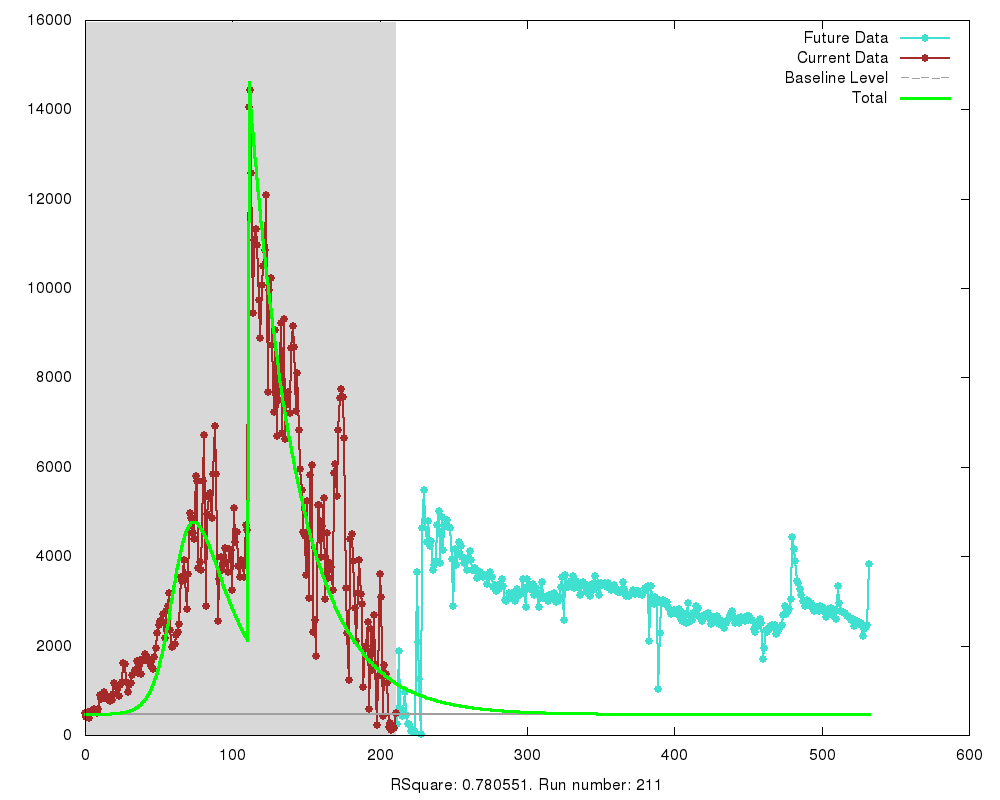 16000
14000
12000
10000
8000
6000
4000
2000
0
Future Data
Current Data
Baseline Level
Total
0 100 200 300 400 500 600
RSquare: 0.780551. Run number: 211